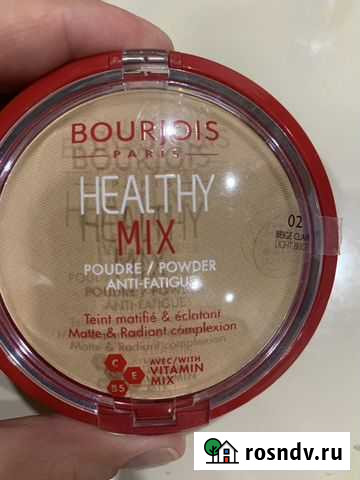 BOURJOIS
PARIS
HEALTHY
MIX
POUDRE / POWDER
ANTI-FATIGUE
02
BEIGE CLAIR
LIGHT BEIGE
Teint matifié & éclatant
Matte & Radiant complexion
C
E
B5
AVEC/WITH
VITAMIN
MIX
rosndv.ru